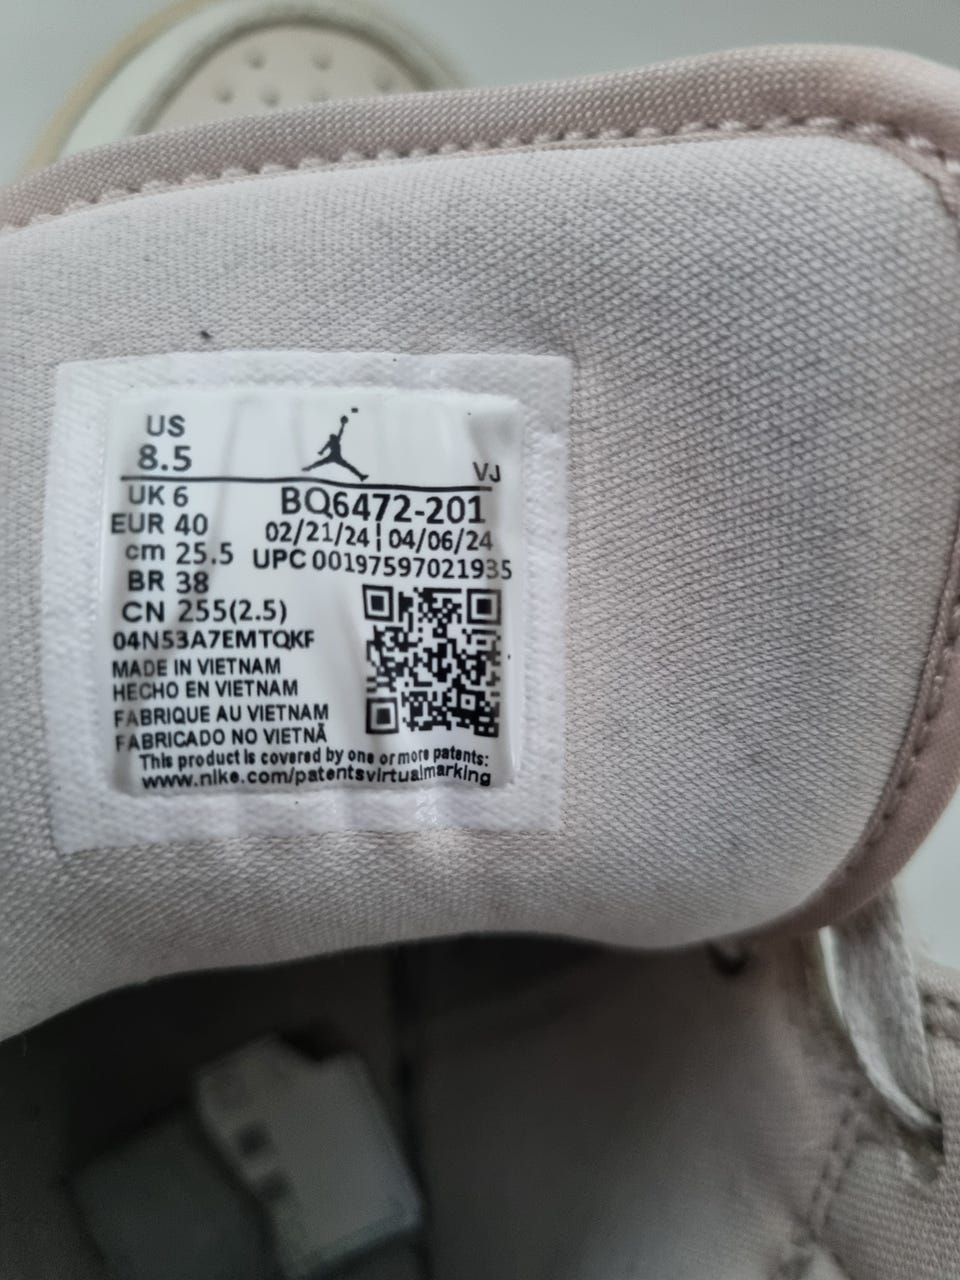 US
8.5
VJ
UK 6
BQ6472-201
EUR 40
02/21/24 | 04/06/24
cm 25.5
UPC 00197597021935
BR 38
CN 255(2.5)
04N53A7EMTQKF
MADE IN VIETNAM
HECHO EN VIETNAM
FABRIQUE AU VIETNAM
FABRICADO NO VIETNÃ
This product is covered by one or more patents:
www.nike.com/patentsvirtualmarking